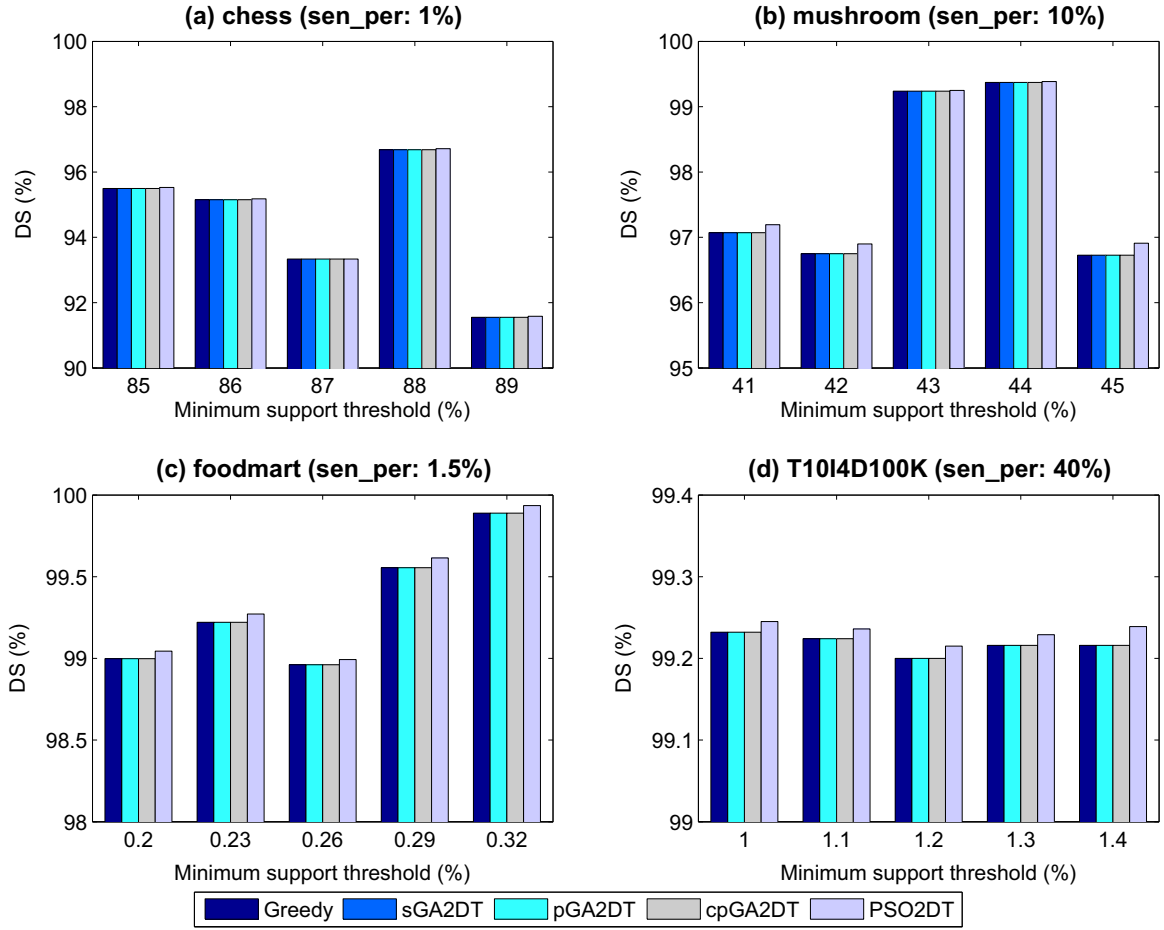 (a) chess (sen_per: 1%)
100
98
96
94
92
90
DS (%)
85 86 87 88 89
Minimum support threshold (%)
(b) mushroom (sen_per: 10%)
100
99
98
97
96
95
DS (%)
41 42 43 44 45
Minimum support threshold (%)
(c) foodmart (sen_per: 1.5%)
100
99.5
99
98.5
98
DS (%)
0.2 0.23 0.26 0.29 0.32
Minimum support threshold (%)
(d) T10I4D100K (sen_per: 40%)
99.4
99.3
99.2
99.1
99
DS (%)
1 1.1 1.2 1.3 1.4
Minimum support threshold (%)
Greedy sGA2DT pGA2DT cpGA2DT PSO2DT